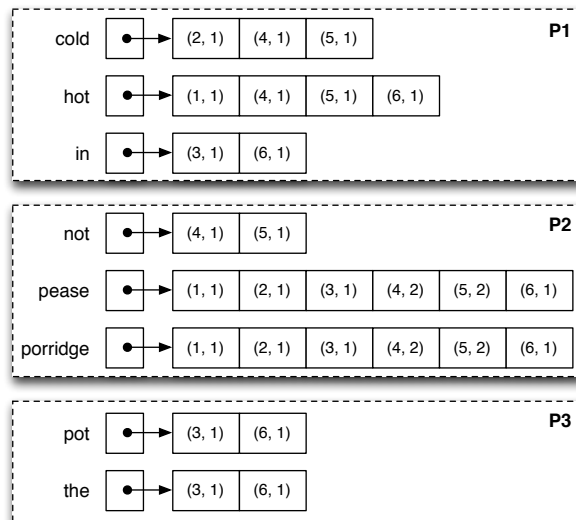 P1
cold (2, 1) (4, 1) (5, 1)
hot (1, 1) (4, 1) (5, 1) (6, 1)
in (3, 1) (6, 1)
P2
not (4, 1) (5, 1)
pease (1, 1) (2, 1) (3, 1) (4, 2) (5, 2) (6, 1)
porridge (1, 1) (2, 1) (3, 1) (4, 2) (5, 2) (6, 1)
P3
pot (3, 1) (6, 1)
the (3, 1) (6, 1)